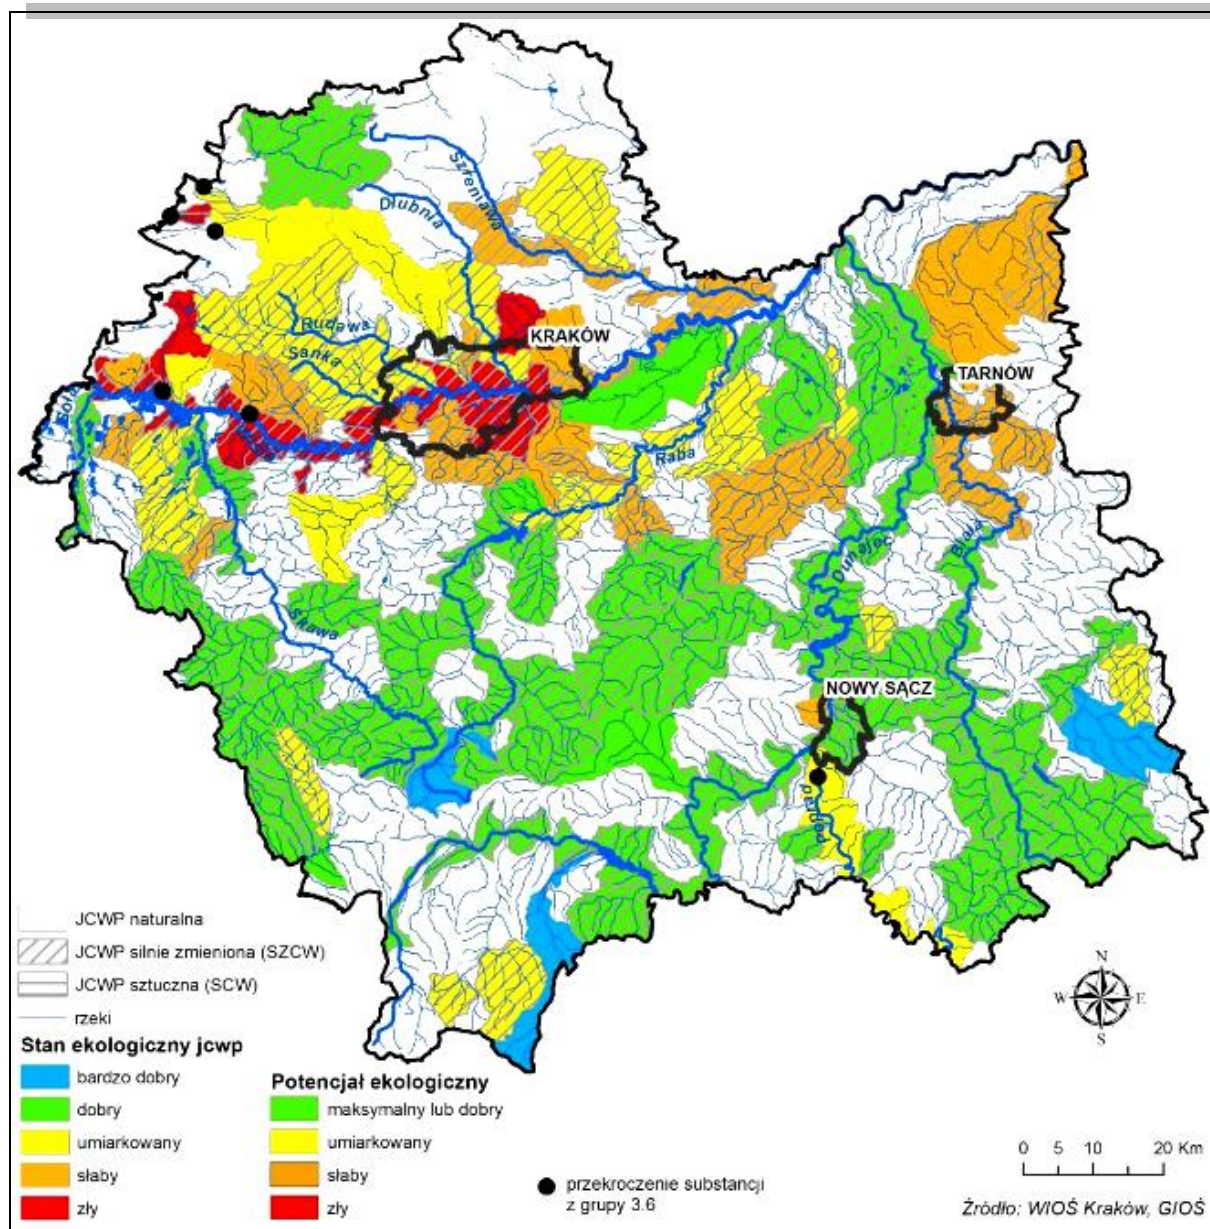 Szreniawa
Dłubnia
KRAKÓW
Rudawa
Sanka
TARNÓW
Soła
Raba
Dunajec
Biała
Skawa
NOWY SĄCZ
Poprad
JCWP naturalna
JCWP silnie zmieniona (SZCW)
JCWP sztuczna (SCW)
rzeki
Stan ekologiczny jcwp
bardzo dobry
dobry
umiarkowany
słaby
zły
Potencjał ekologiczny
maksymalny lub dobry
umiarkowany
słaby
zły
przekroczenie substancji
z grupy 3.6
N
W E
S
0 5 10 20 Km
Źródło: WIOŚ Kraków, GIOŚ